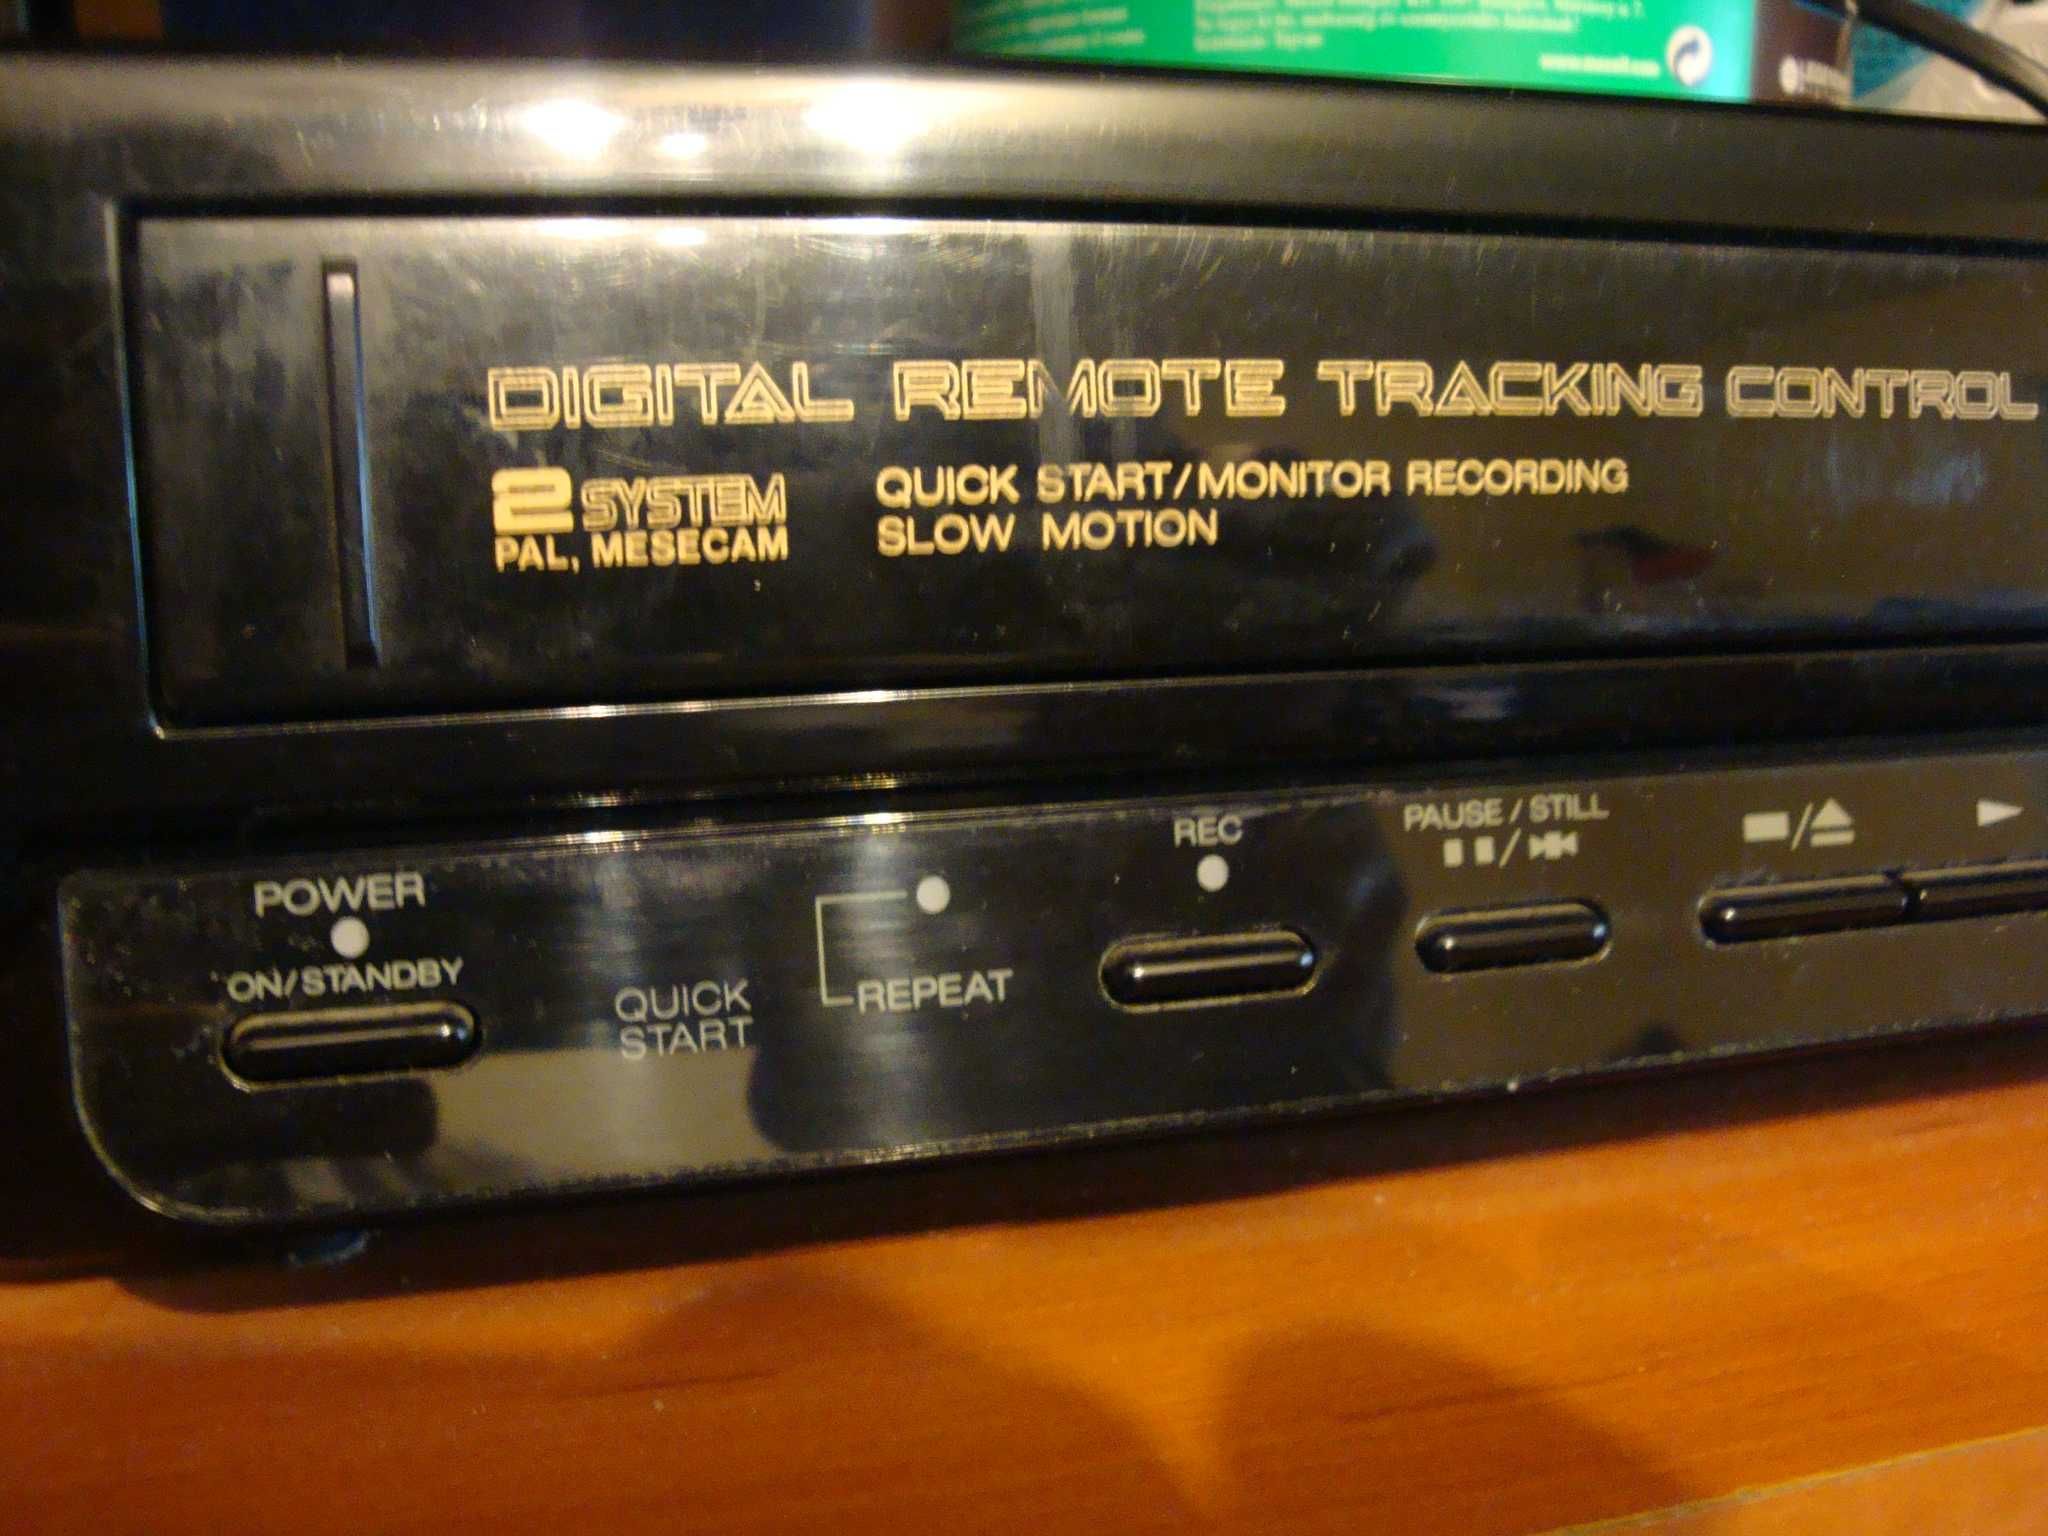 DIGITAL REMOTE TRACKING CONTROL
2 SYSTEM
PAL, MESECAM
QUICK START/MONITOR RECORDING
SLOW MOTION
POWER
ON/STANDBY
QUICK
START
REPEAT
REC
PAUSE / STILL